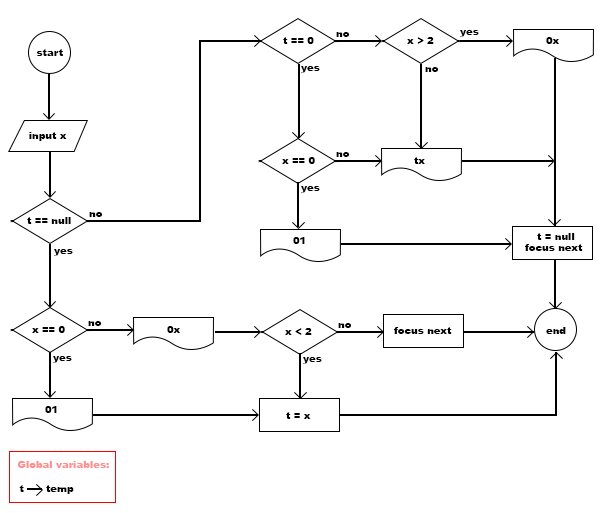 start
input x
t == null
no
yes
t == 0
no
yes
x > 2
yes
no
0x
x == 0
no
yes
tx
01
t = null
focus next
x == 0
no
yes
0x
x < 2
no
yes
focus next
end
01
t = x
Global variables:
t → temp